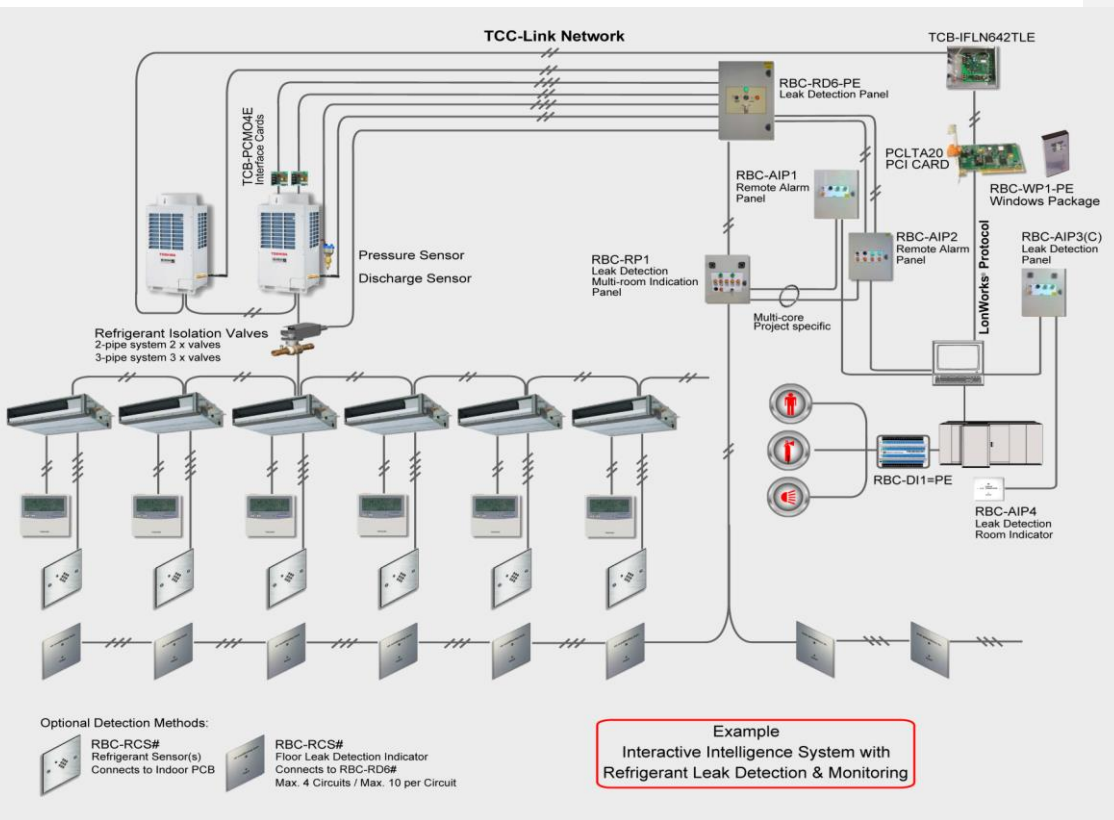 TCC-Link Network
TCB-IFLN642TLE
RBC-RD6-PE
Leak Detection Panel
TCB-PCMO4E
Interface Cards
PCLTA20
PCI CARD
RBC-WP1-PE
Windows Package
RBC-AIP1
Remote Alarm
Panel
RBC-AIP2
Remote Alarm
Panel
RBC-AIP3(C)
Leak Detection
Panel
Pressure Sensor
Discharge Sensor
RBC-RP1
Leak Detection
Multi-room Indication
Panel
LonWorks® Protocol
Multi-core
Project specific
TOSHIBA
Refrigerant Isolation Valves
2-pipe system 2 x valves
3-pipe system 3 x valves
RBC-DI1=PE
RBC-AIP4
Leak Detection
Room Indicator
Optional Detection Methods:
RBC-RCS#
Refrigerant Sensor(s)
Connects to Indoor PCB
RBC-RCS#
Floor Leak Detection Indicator
Connects to RBC-RD6#
Max. 4 Circuits / Max. 10 per Circuit
Example
Interactive Intelligence System with
Refrigerant Leak Detection & Monitoring